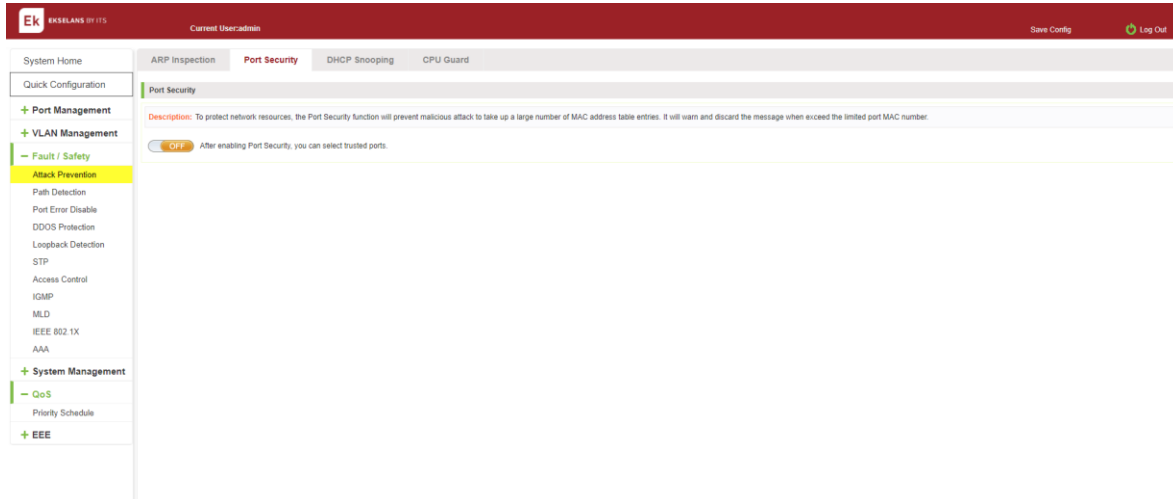 Ek EKSELANS BY ITS
Current User:admin
Save Config
Log Out
System Home
Quick Configuration
+ Port Management
+ VLAN Management
− Fault / Safety
Attack Prevention
Path Detection
Port Error Disable
DDOS Protection
Loopback Detection
STP
Access Control
IGMP
MLD
IEEE 802.1X
AAA
+ System Management
− QoS
Priority Schedule
+ EEE
ARP Inspection
Port Security
DHCP Snooping
CPU Guard
Port Security
Description: To protect network resources, the Port Security function will prevent malicious attack to take up a large number of MAC address table entries. It will warn and discard the message when exceed the limited port MAC number.
OFF After enabling Port Security, you can select trusted ports.